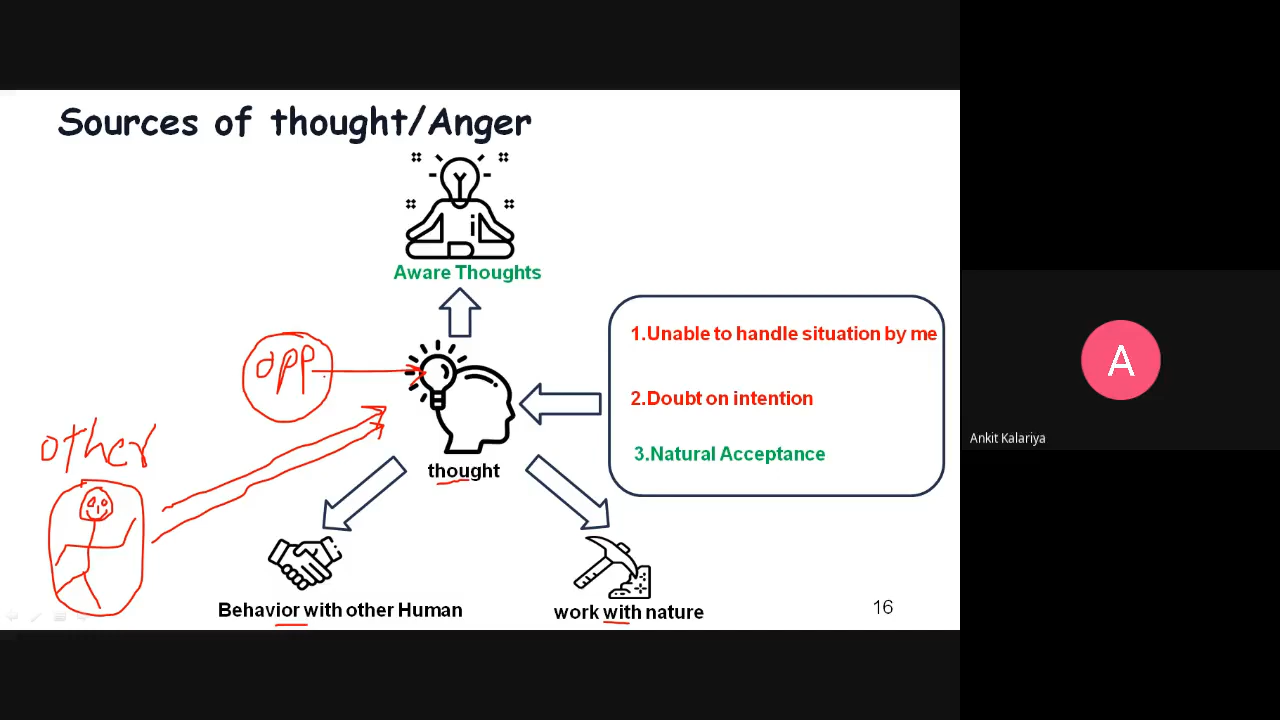 Sources of thought/Anger
Aware Thoughts
1.Unable to handle situation by me
2.Doubt on intention
3.Natural Acceptance
opp
other
thought
Behavior with other Human
work with nature
16
A
Ankit Kalariya